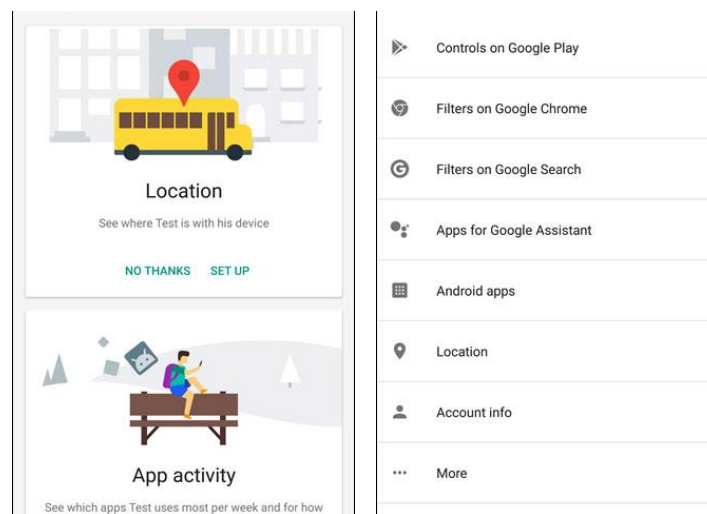 Location
See where Test is with his device
NO THANKS SET UP
App activity
See which apps Test uses most per week and for how
Controls on Google Play
Filters on Google Chrome
Filters on Google Search
Apps for Google Assistant
Android apps
Location
Account info
More